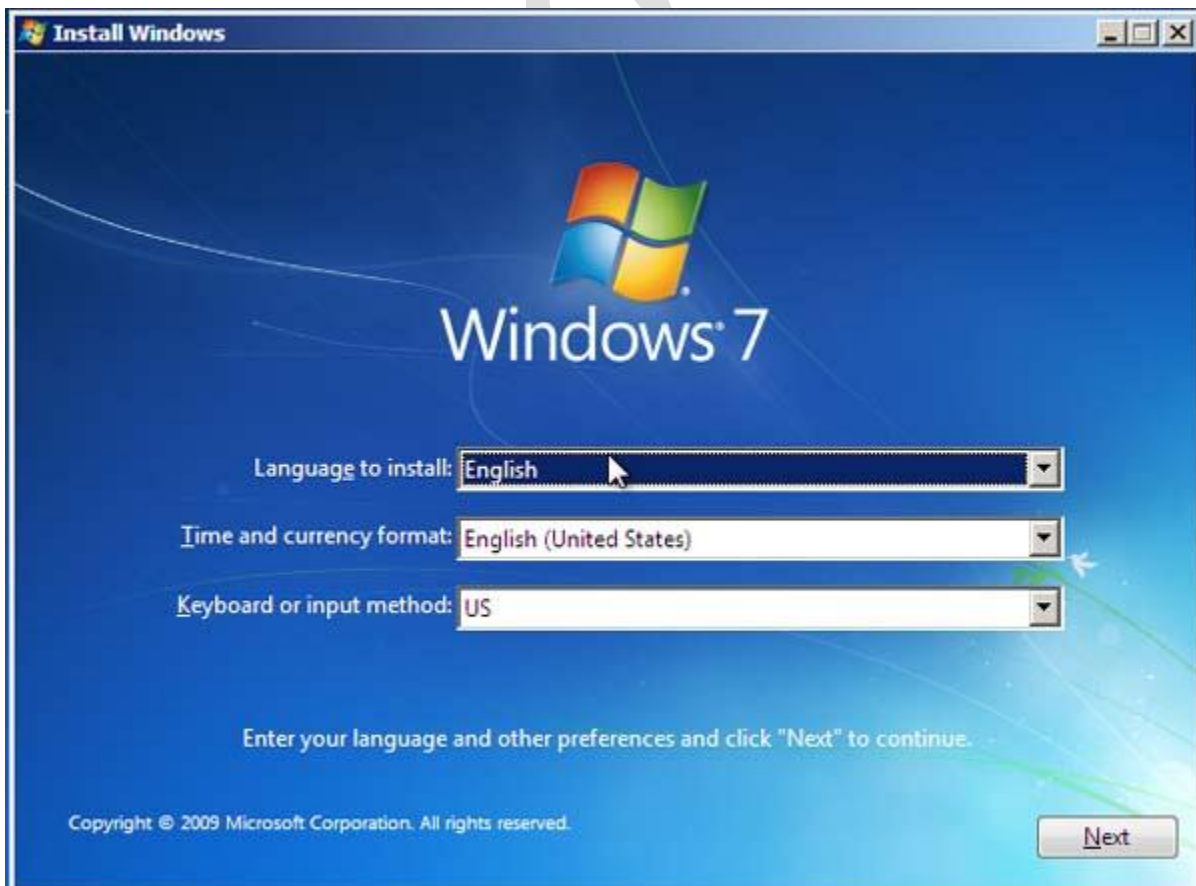 Install Windows
Windows® 7
Language to install: English
Time and currency format: English (United States)
Keyboard or input method: US
Enter your language and other preferences and click "Next" to continue.
Copyright © 2009 Microsoft Corporation. All rights reserved.
Next